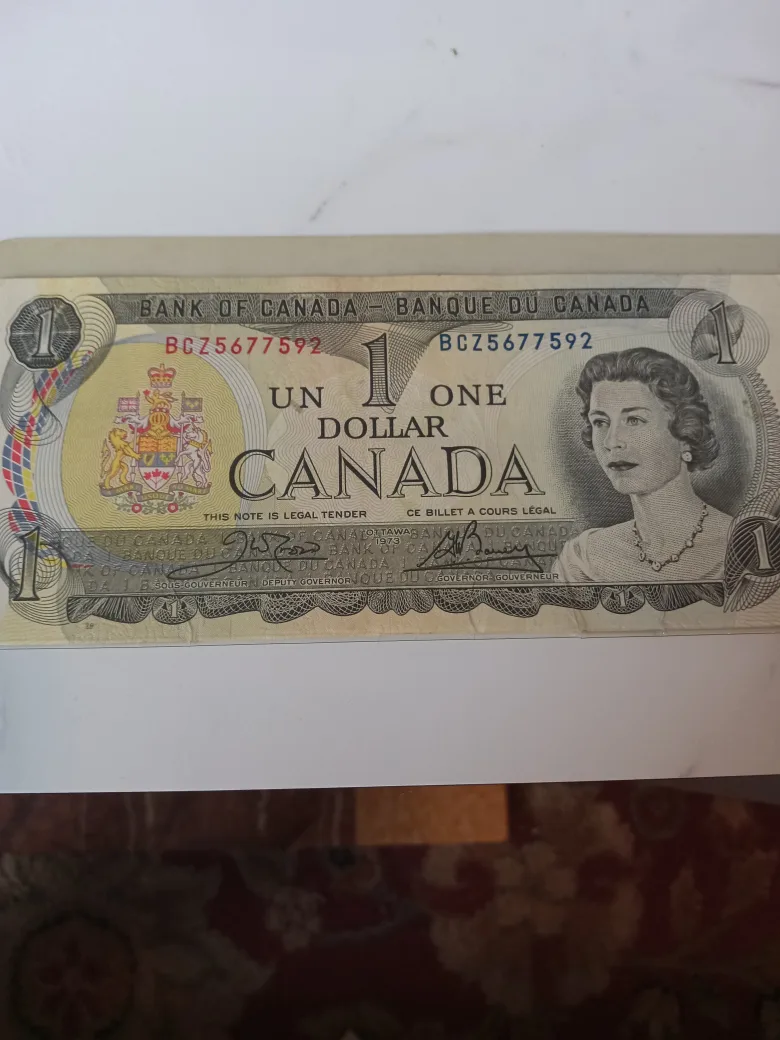 BANK OF CANADA – BANQUE DU CANADA
1 1
BCZ5677592 BCZ5677592
UN 1 ONE
DOLLAR
CANADA
THIS NOTE IS LEGAL TENDER CE BILLET A COURS LÉGAL
OTTAWA
1973
SOUS-GOUVERNEUR DEPUTY GOVERNOR GOVERNOR-GOUVERNEUR
1 1
1 1